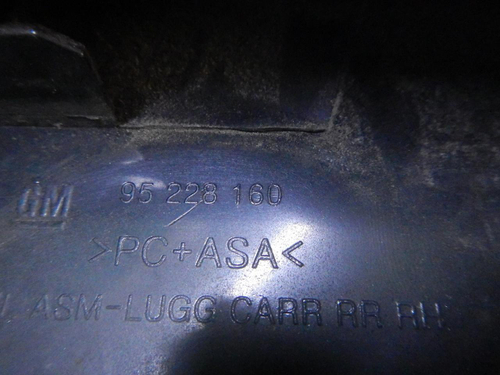 GM 95 228 160
>PC+ASA<
ASM-LUGG CARR RR RH